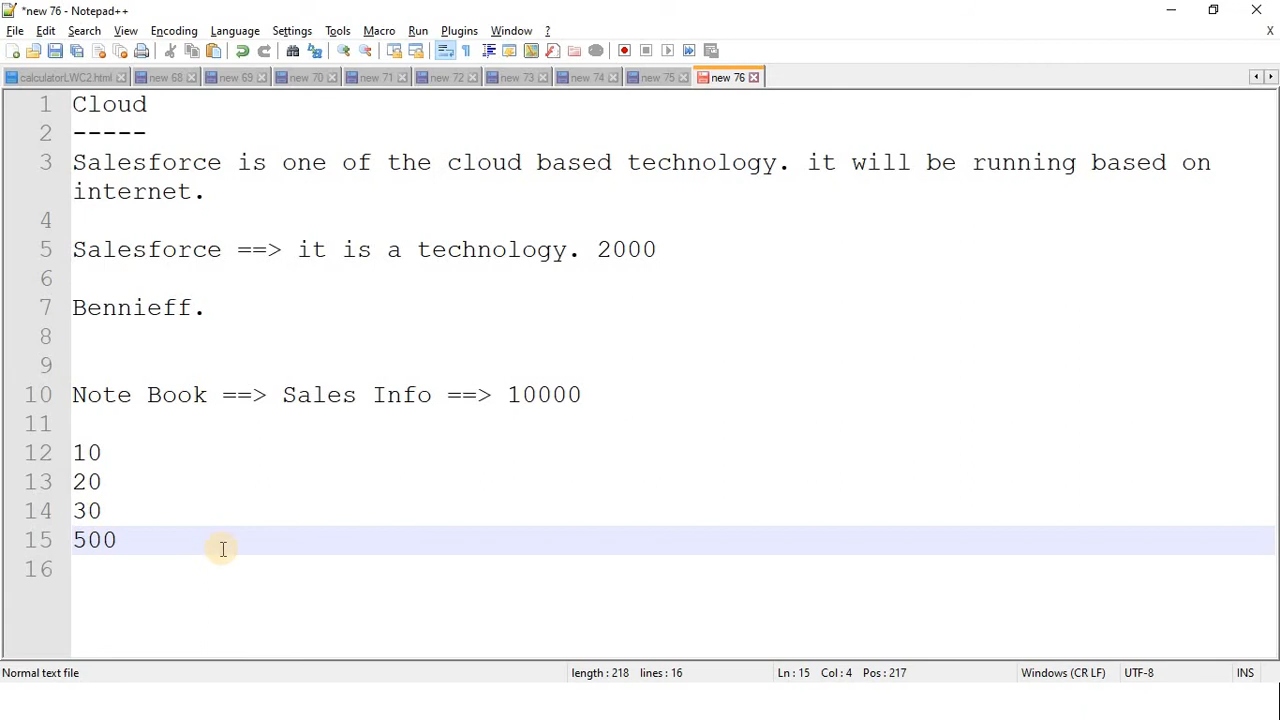 *new 76 - Notepad++
File Edit Search View Encoding Language Settings Tools Macro Run Plugins Window ? X
calculatorLWC2.html new 68 new 69 new 70 new 71 new 72 new 73 new 74 new 75 new 76
1 Cloud
2 -----
3 Salesforce is one of the cloud based technology. it will be running based on
internet.
4
5 Salesforce ==> it is a technology. 2000
6
7 Bennieff.
8
9
10 Note Book ==> Sales Info ==> 10000
11
12 10
13 20
14 30
15 500
16
Normal text file length : 218 lines : 16 Ln : 15 Col : 4 Pos : 217 Windows (CR LF) UTF-8 INS